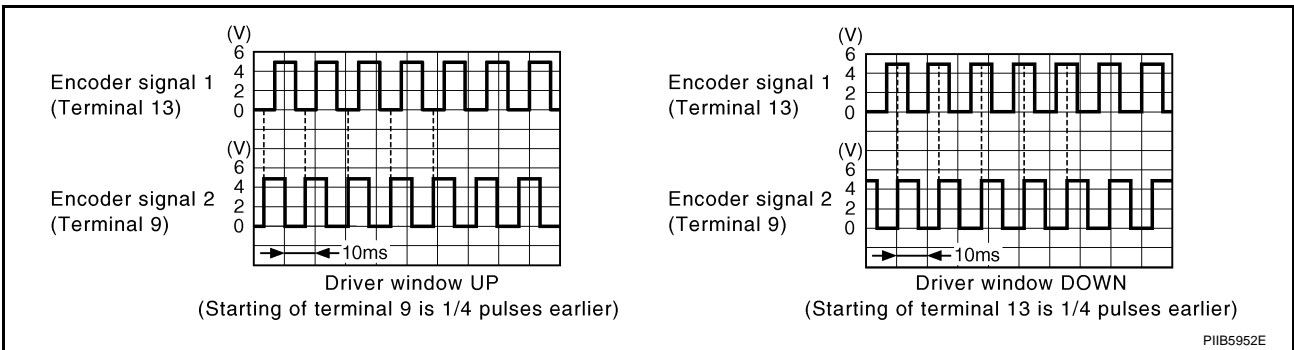 (V)
6
4
2
0
Encoder signal 1
(Terminal 13)
(V)
6
4
2
0
Encoder signal 2
(Terminal 9)
10ms
Driver window UP
(Starting of terminal 9 is 1/4 pulses earlier)
(V)
6
4
2
0
Encoder signal 1
(Terminal 13)
(V)
6
4
2
0
Encoder signal 2
(Terminal 9)
10ms
Driver window DOWN
(Starting of terminal 13 is 1/4 pulses earlier)
PIIB5952E